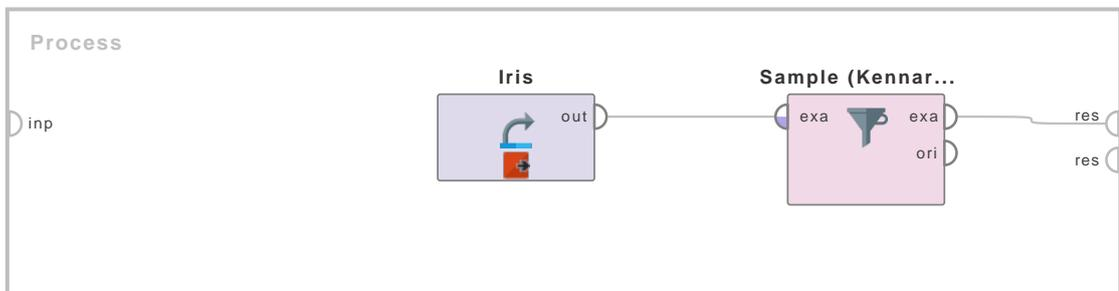 Process
Iris
Sample (Kennar...
inp
out
exa
exa
res
ori
res